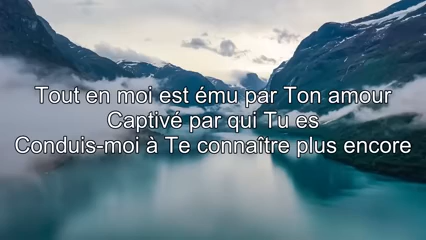 Tout en moi est ému par Ton amour
Captivé par qui Tu es
Conduis-moi à Te connaître plus encore